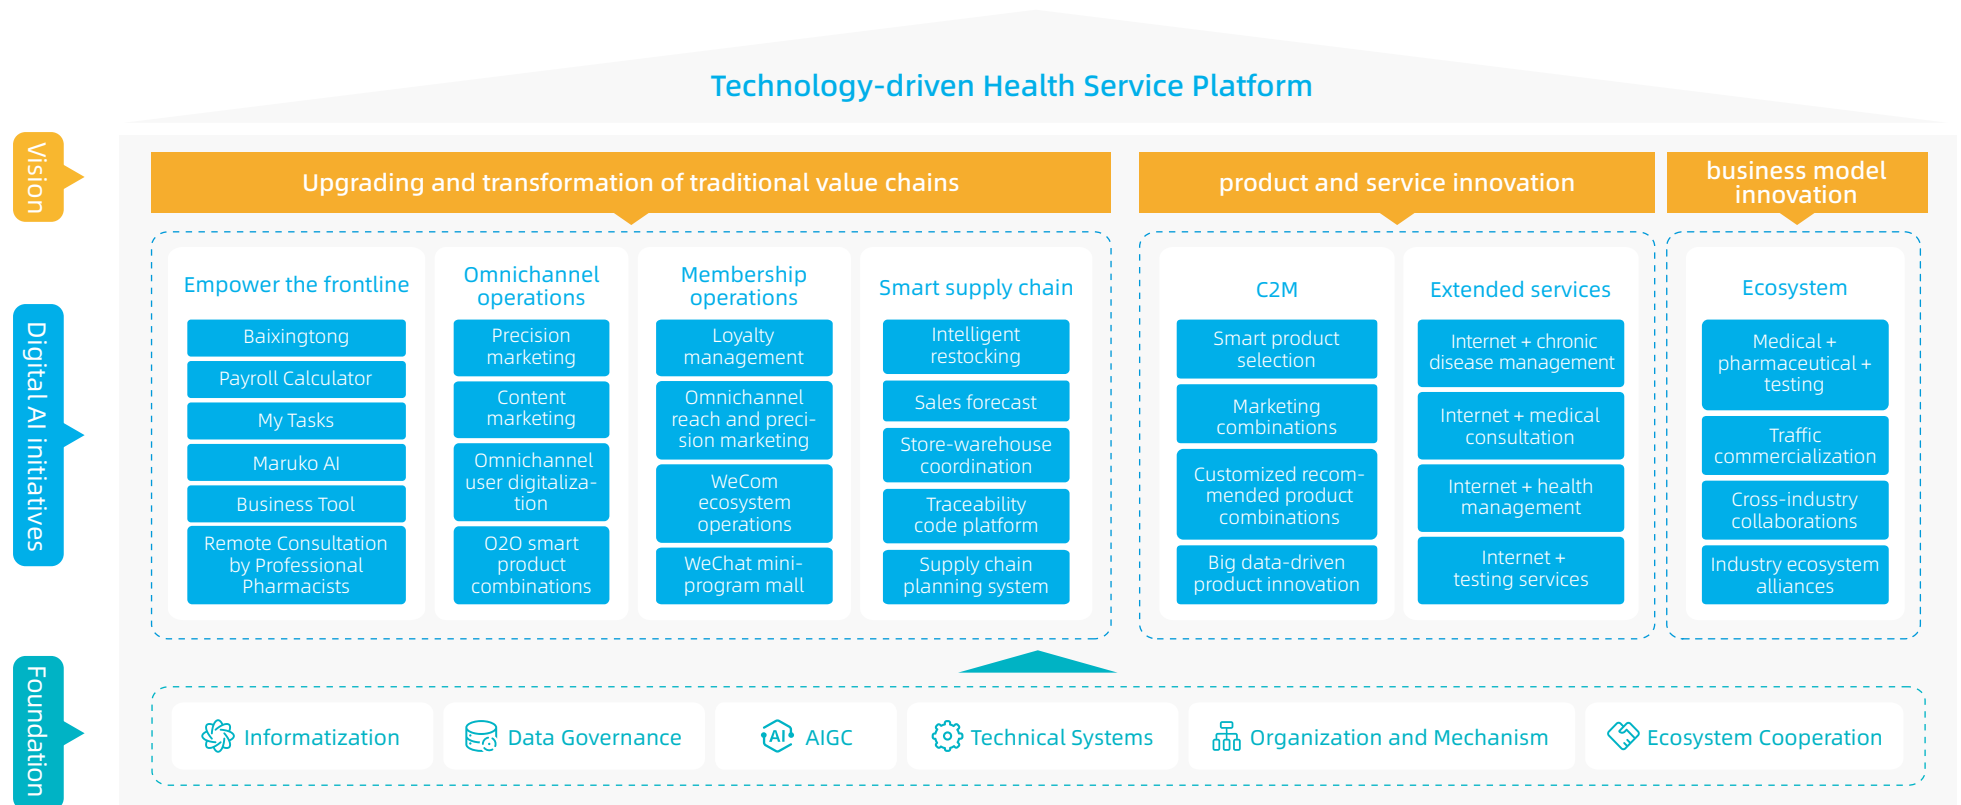 Technology-driven Health Service Platform
Vision
Upgrading and transformation of traditional value chains
product and service innovation
business model
innovation
Digital AI initiatives
Empower the frontline
Baixingtong
Payroll Calculator
My Tasks
Maruko AI
Business Tool
Remote Consultation
by Professional
Pharmacists
Omnichannel
operations
Precision
marketing
Content
marketing
Omnichannel
user digitaliza-
tion
O2O smart
product
combinations
Membership
operations
Loyalty
management
Omnichannel
reach and preci-
sion marketing
WeCom
ecosystem
operations
WeChat mini-
program mall
Smart supply chain
Intelligent
restocking
Sales forecast
Store-warehouse
coordination
Traceability
code platform
Supply chain
planning system
C2M
Smart product
selection
Marketing
combinations
Customized recom-
mended product
combinations
Big data-driven
product innovation
Extended services
Internet + chronic
disease management
Internet + medical
consultation
Internet + health
management
Internet +
testing services
Ecosystem
Medical +
pharmaceutical +
testing
Traffic
commercialization
Cross-industry
collaborations
Industry ecosystem
alliances
Foundation
Informatization
Data Governance
AI
AIGC
Technical Systems
Organization and Mechanism
Ecosystem Cooperation